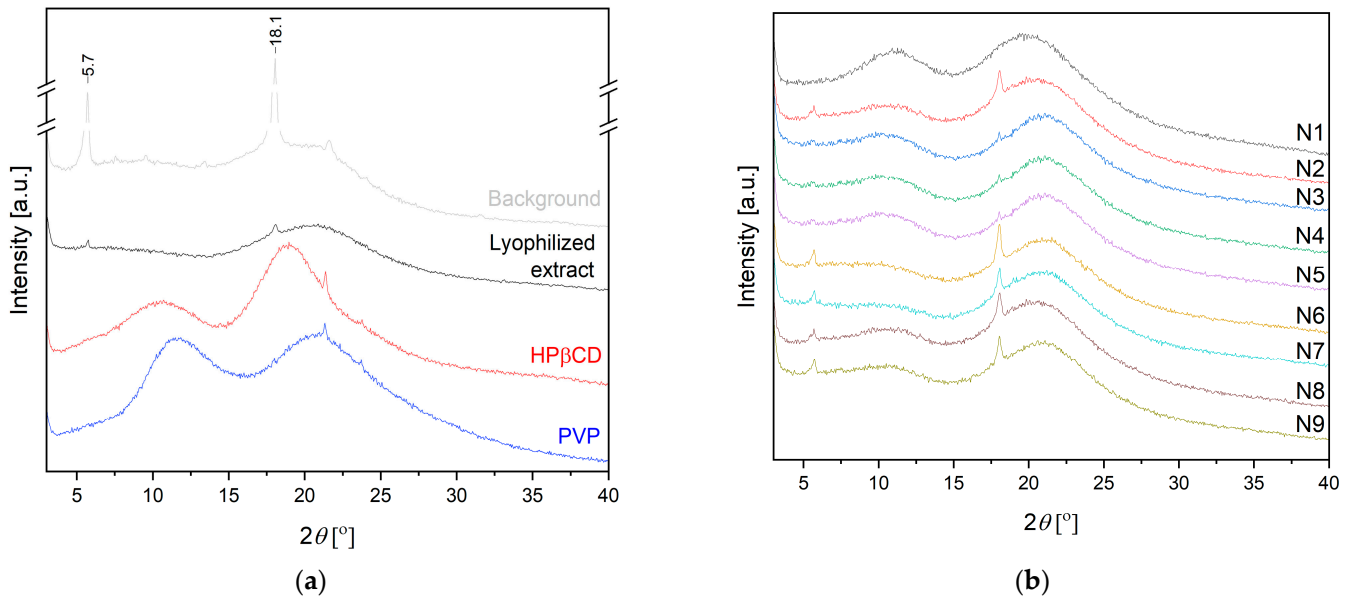 5.7
18.1
Intensity [a.u.]
Background
Lyophilized
extract
HPβCD
PVP
5 10 15 20 25 30 35 40
2θ [°]
(a)
Intensity [a.u.]
N1
N2
N3
N4
N5
N6
N7
N8
N9
5 10 15 20 25 30 35 40
2θ [°]
(b)